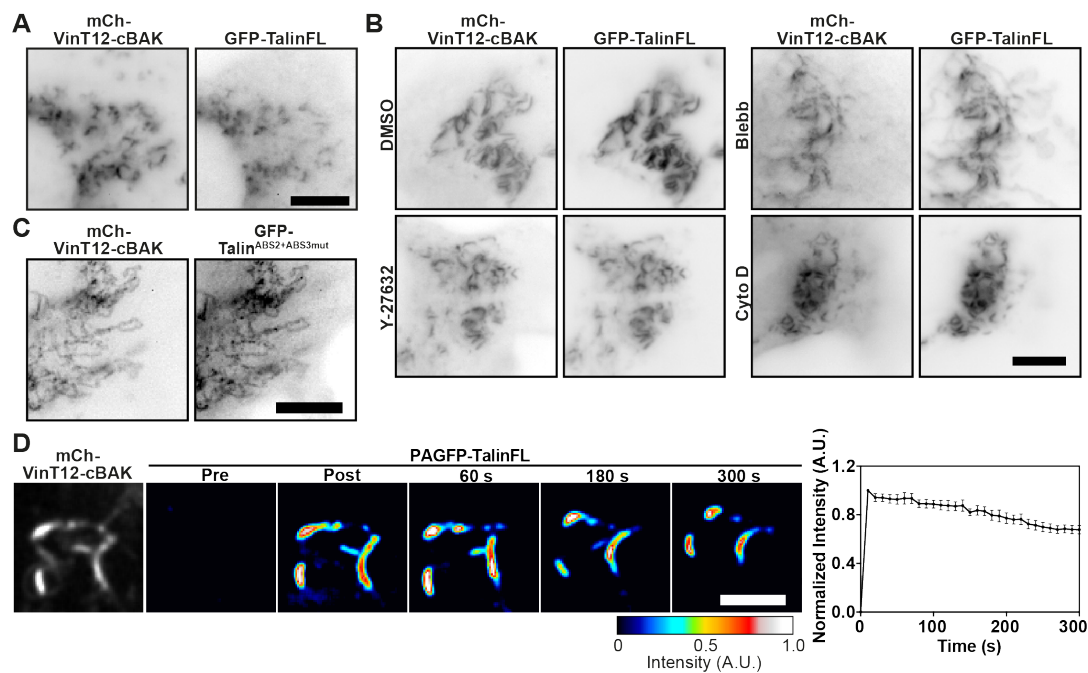 A
mCh-
VinT12-cBAK
GFP-TalinFL
B
mCh-
VinT12-cBAK
GFP-TalinFL
mCh-
VinT12-cBAK
GFP-TalinFL
DMSO
Blebb
Y-27632
Cyto D
C
mCh-
VinT12-cBAK
GFP-
TalinABS2+ABS3mut
D
mCh-
VinT12-cBAK
PAGFP-TalinFL
Pre
Post
60 s
180 s
300 s
0
0.5
1.0
Intensity (A.U.)
Normalized Intensity (A.U.)
1.2
0.8
0.4
0.0
0
100
200
300
Time (s)